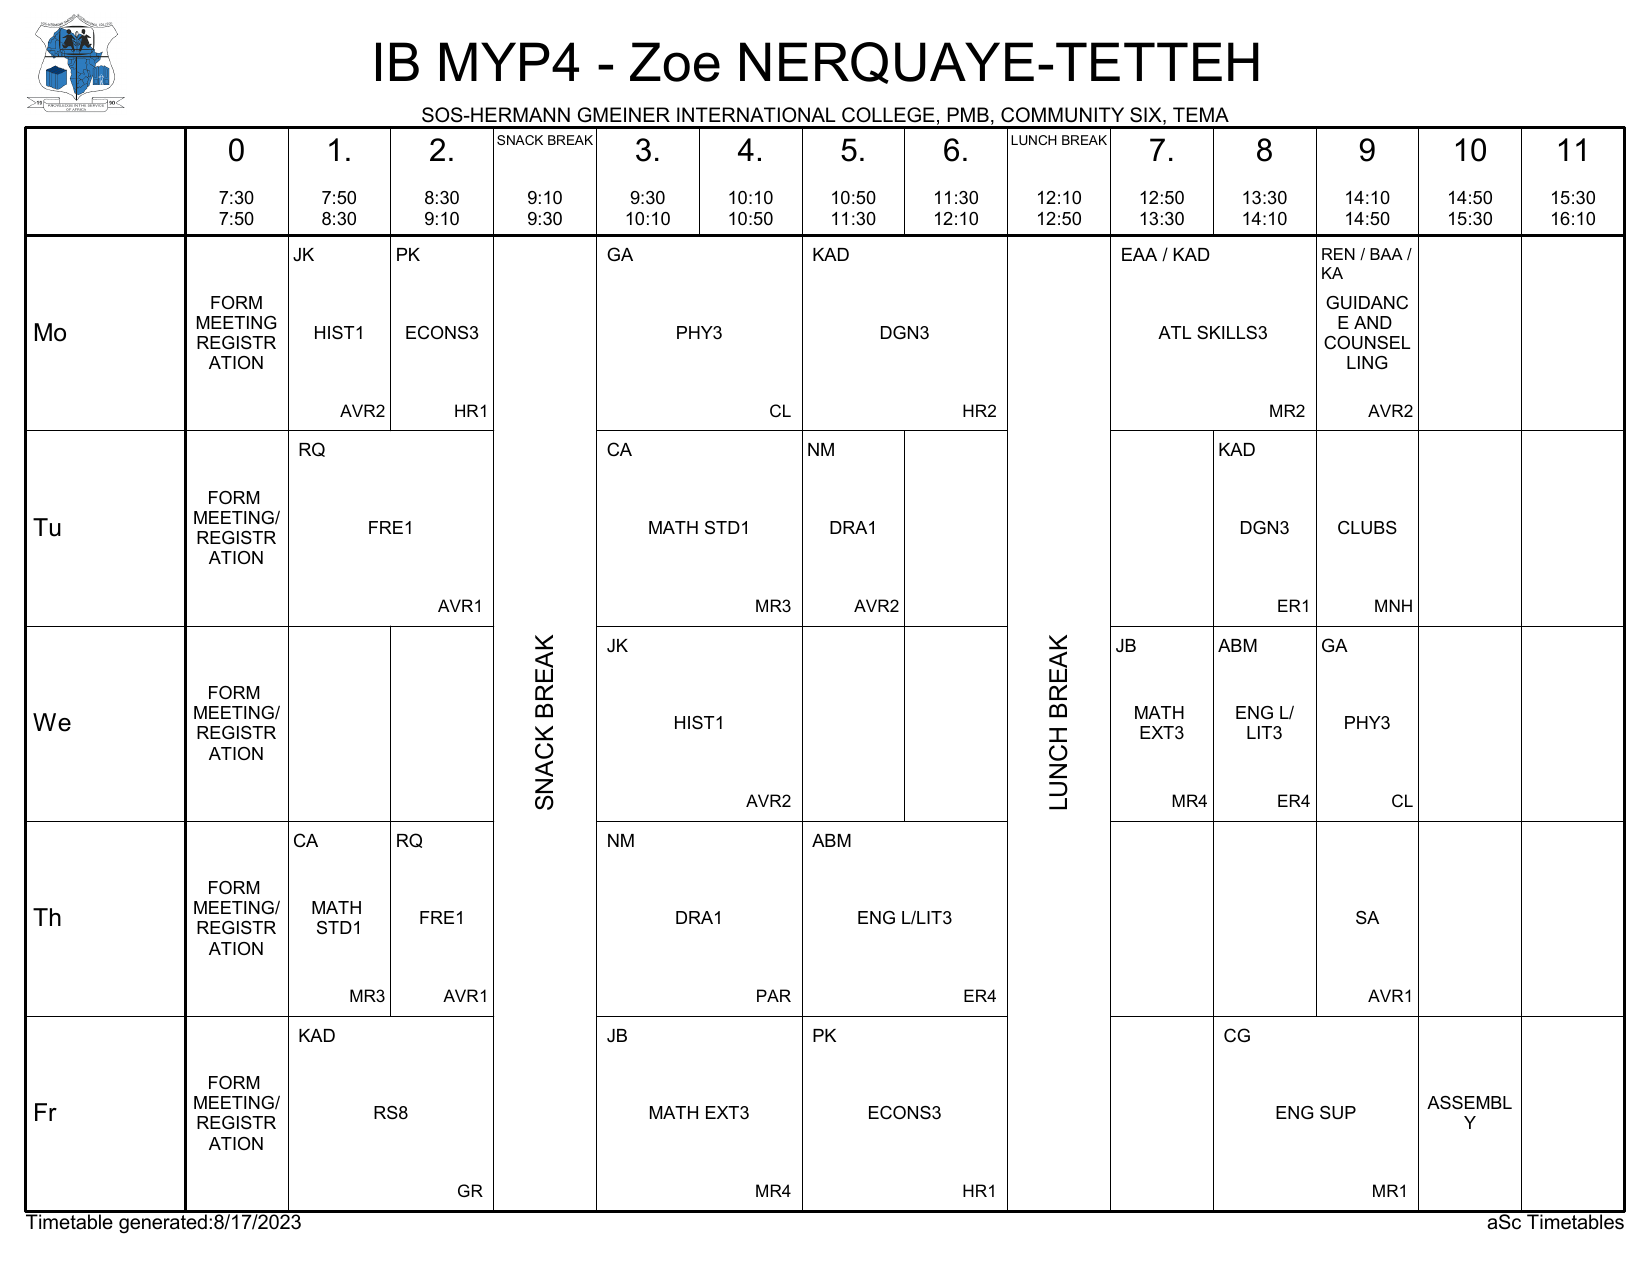 IB MYP4 - Zoe NERQUAYE-TETTEH
SOS-HERMANN GMEINER INTERNATIONAL COLLEGE, PMB, COMMUNITY SIX, TEMA
19 KNOWLEDGE IN THE SERVICE OF AFRICA 90
0 1. 2. SNACK BREAK 3. 4. 5. 6. LUNCH BREAK 7. 8 9 10 11
7:30 7:50 8:30 9:10 9:30 10:10 10:50 11:30 12:10 12:50 13:30 14:10 14:50 15:30
7:50 8:30 9:10 9:30 10:10 10:50 11:30 12:10 12:50 13:30 14:10 14:50 15:30 16:10
Mo
FORM
MEETING
REGISTR
ATION
JK
HIST1
AVR2
PK
ECONS3
HR1
GA
PHY3
CL
KAD
DGN3
HR2
EAA / KAD
ATL SKILLS3
MR2
REN / BAA /
KA
GUIDANC
E AND
COUNSEL
LING
AVR2
Tu
FORM
MEETING/
REGISTR
ATION
RQ
FRE1
AVR1
CA
MATH STD1
MR3
NM
DRA1
AVR2
KAD
DGN3
ER1
CLUBS
MNH
We
FORM
MEETING/
REGISTR
ATION
SNACK BREAK
JK
HIST1
AVR2
LUNCH BREAK
JB
MATH
EXT3
MR4
ABM
ENG L/
LIT3
ER4
GA
PHY3
CL
Th
FORM
MEETING/
REGISTR
ATION
CA
MATH
STD1
MR3
RQ
FRE1
AVR1
NM
DRA1
PAR
ABM
ENG L/LIT3
ER4
SA
AVR1
Fr
FORM
MEETING/
REGISTR
ATION
KAD
RS8
GR
JB
MATH EXT3
MR4
PK
ECONS3
HR1
CG
ENG SUP
MR1
ASSEMBL
Y
Timetable generated:8/17/2023
aSc Timetables